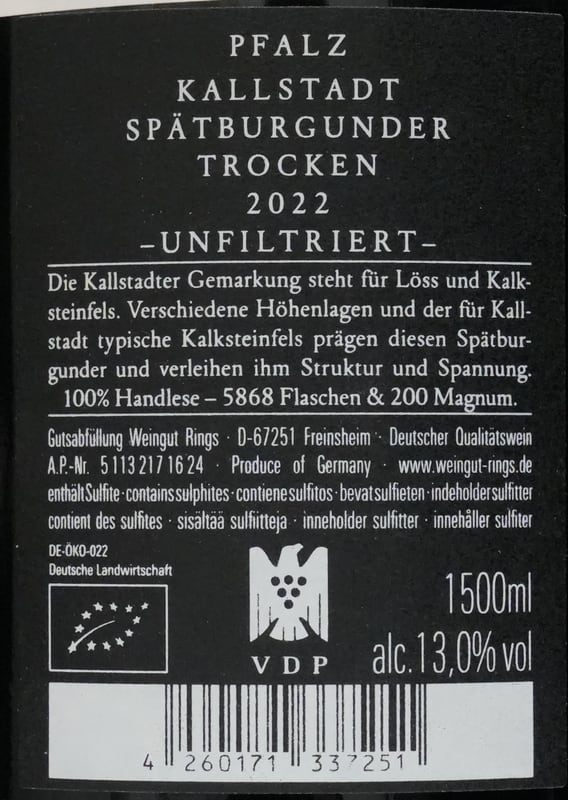 PFALZ
KALLSTADT
SPÄTBURGUNDER
TROCKEN
2022
–UNFILTRIERT–
Die Kallstadter Gemarkung steht für Löss und Kalk-
steinfels. Verschiedene Höhenlagen und der für Kall-
stadt typische Kalksteinfels prägen diesen Spätbur-
gunder und verleihen ihm Struktur und Spannung.
100% Handlese – 5868 Flaschen & 200 Magnum.
Gutsabfüllung Weingut Rings · D-67251 Freinsheim · Deutscher Qualitätswein
A.P.-Nr. 5 113 217 16 24 · Produce of Germany · www.weingut-rings.de
enthält Sulfite · contains sulphites · contiene sulfitos · bevat sulfieten · indeholder sulfitter
contient des sulfites · sisältää sulfiitteja · inneholder sulfitter · innehåller sulfiter
DE-ÖKO-022
Deutsche Landwirtschaft
VDP
1500ml
alc.13,0% vol
4 260171 337251